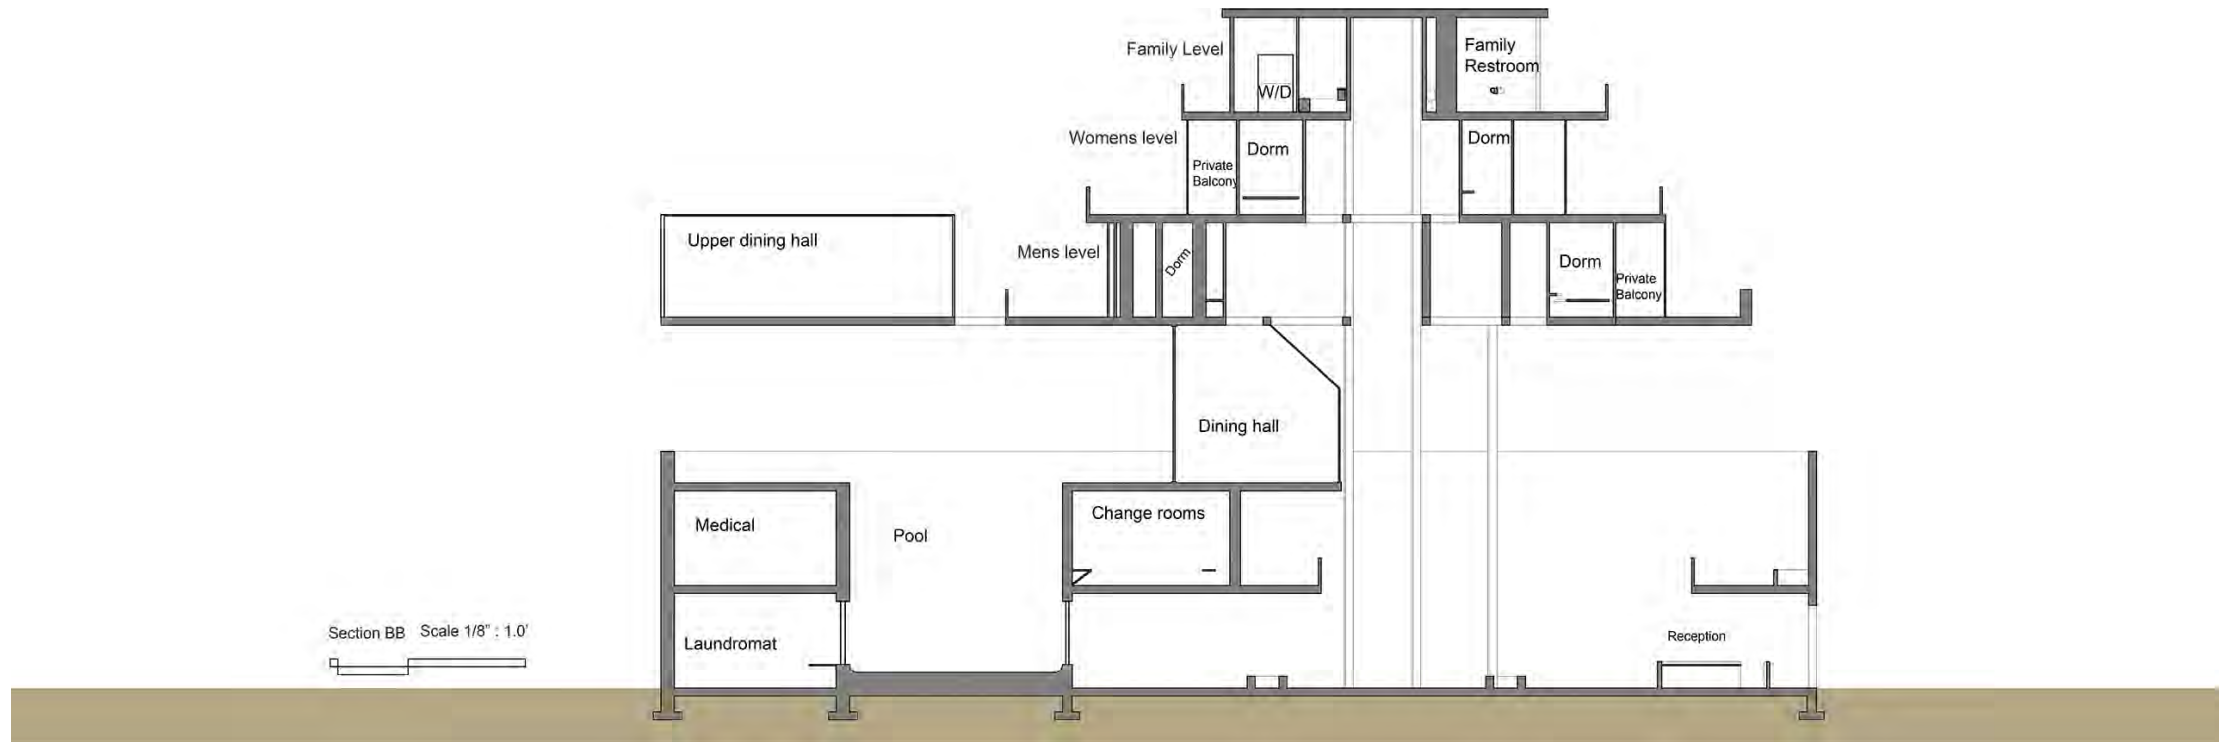 Family Level
W/D
Family
Restroom
Womens level
Private
Balcony
Dorm
Dorm
Upper dining hall
Mens level
Dorm
Dorm
Private
Balcony
Dining hall
Medical
Pool
Change rooms
Section BB Scale 1/8" : 1.0'
Laundromat
Reception